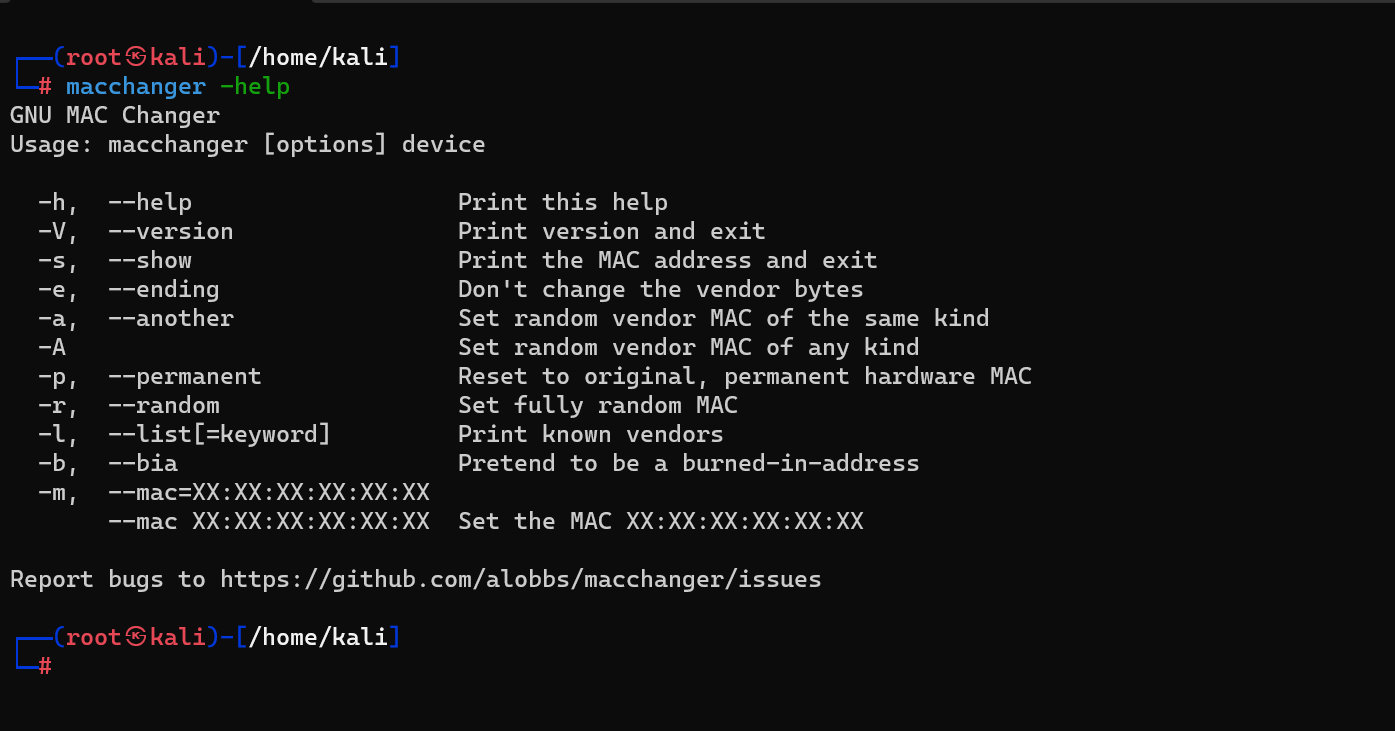 ┌──(root㉿kali)-[/home/kali]
└─# macchanger -help
GNU MAC Changer
Usage: macchanger [options] device

  -h,  --help                   Print this help
  -V,  --version                Print version and exit
  -s,  --show                   Print the MAC address and exit
  -e,  --ending                 Don't change the vendor bytes
  -a,  --another                Set random vendor MAC of the same kind
  -A                            Set random vendor MAC of any kind
  -p,  --permanent              Reset to original, permanent hardware MAC
  -r,  --random                 Set fully random MAC
  -l,  --list[=keyword]         Print known vendors
  -b,  --bia                    Pretend to be a burned-in-address
  -m,  --mac=XX:XX:XX:XX:XX:XX
       --mac XX:XX:XX:XX:XX:XX  Set the MAC XX:XX:XX:XX:XX:XX

Report bugs to https://github.com/alobbs/macchanger/issues

┌──(root㉿kali)-[/home/kali]
└─#